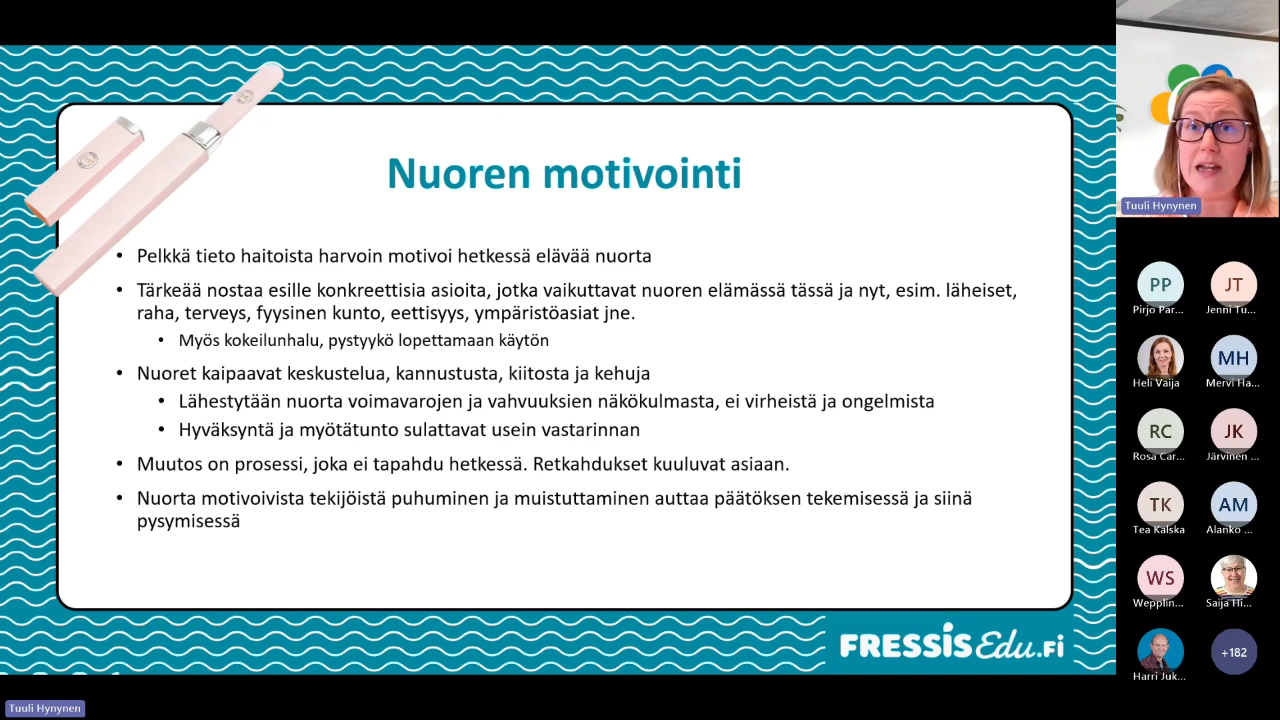 Nuoren motivointi
• Pelkkä tieto haitoista harvoin motivoi hetkessä elävää nuorta
• Tärkeää nostaa esille konkreettisia asioita, jotka vaikuttavat nuoren elämässä tässä ja nyt, esim. läheiset,
raha, terveys, fyysinen kunto, eettisyys, ympäristöasiat jne.
• Myös kokeilunhalu, pystyykö lopettamaan käytön
• Nuoret kaipaavat keskustelua, kannustusta, kiitosta ja kehuja
• Lähestytään nuorta voimavarojen ja vahvuuksien näkökulmasta, ei virheistä ja ongelmista
• Hyväksyntä ja myötätunto sulattavat usein vastarinnan
• Muutos on prosessi, joka ei tapahdu hetkessä. Retkahdukset kuuluvat asiaan.
• Nuorta motivoivista tekijöistä puhuminen ja muistuttaminen auttaa päätöksen tekemisessä ja siinä
pysymisessä
FRESSIS Edu.fi
Tuuli Hynynen
Tuuli Hynynen
PP
Pirjo Par...
JT
Jenni Tu...
Heli Vaija
MH
Mervi Ha...
RC
Rosa Car...
JK
Järvinen ...
TK
Tea Kalska
AM
Alanko ...
WS
Wepplin...
Saija Hi...
Harri Juk...
+182